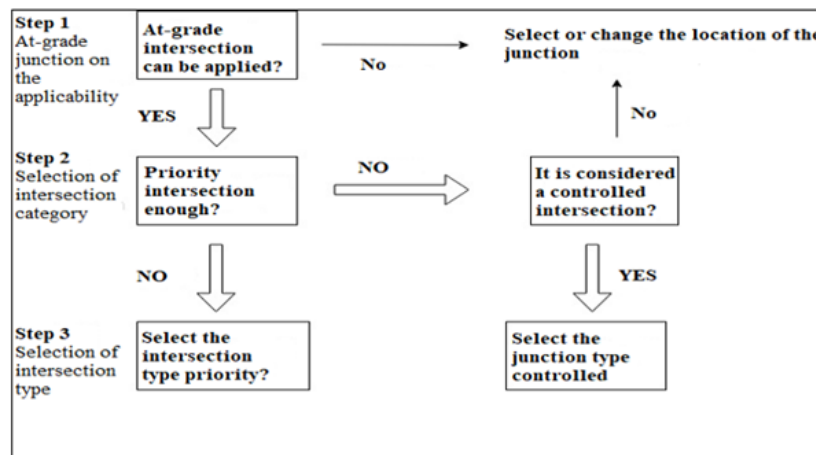 Step 1
At-grade
junction on
the
applicability
At-grade
intersection
can be applied?
No
Select or change the location of the
junction
YES
No
Step 2
Selection of
intersection
category
Priority
intersection
enough?
NO
It is considered
a controlled
intersection?
NO
YES
Step 3
Selection of
intersection
type
Select the
intersection
type priority?
Select the
junction type
controlled